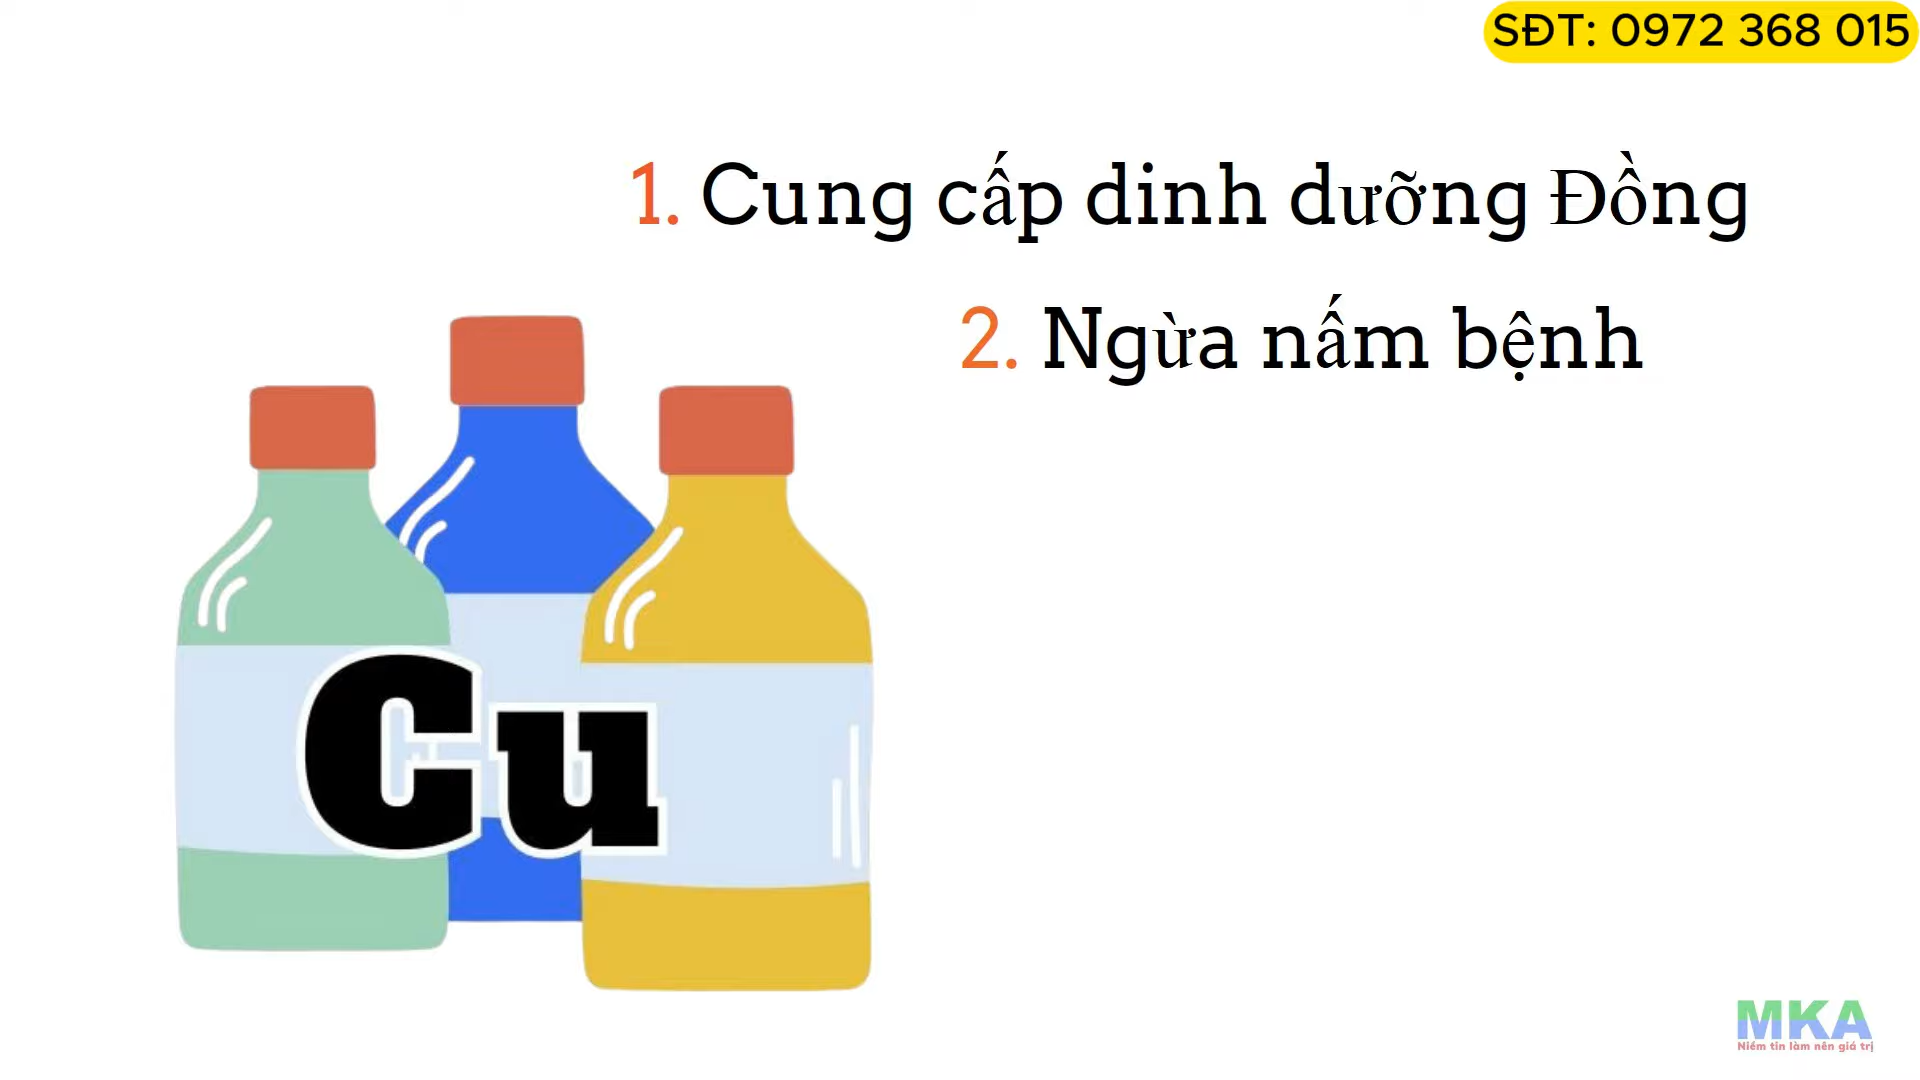 SĐT: 0972 368 015
1. Cung cấp dinh dưỡng Đồng
2. Ngừa nấm bệnh
Cu
MKA
Niềm tin làm nên giá trị